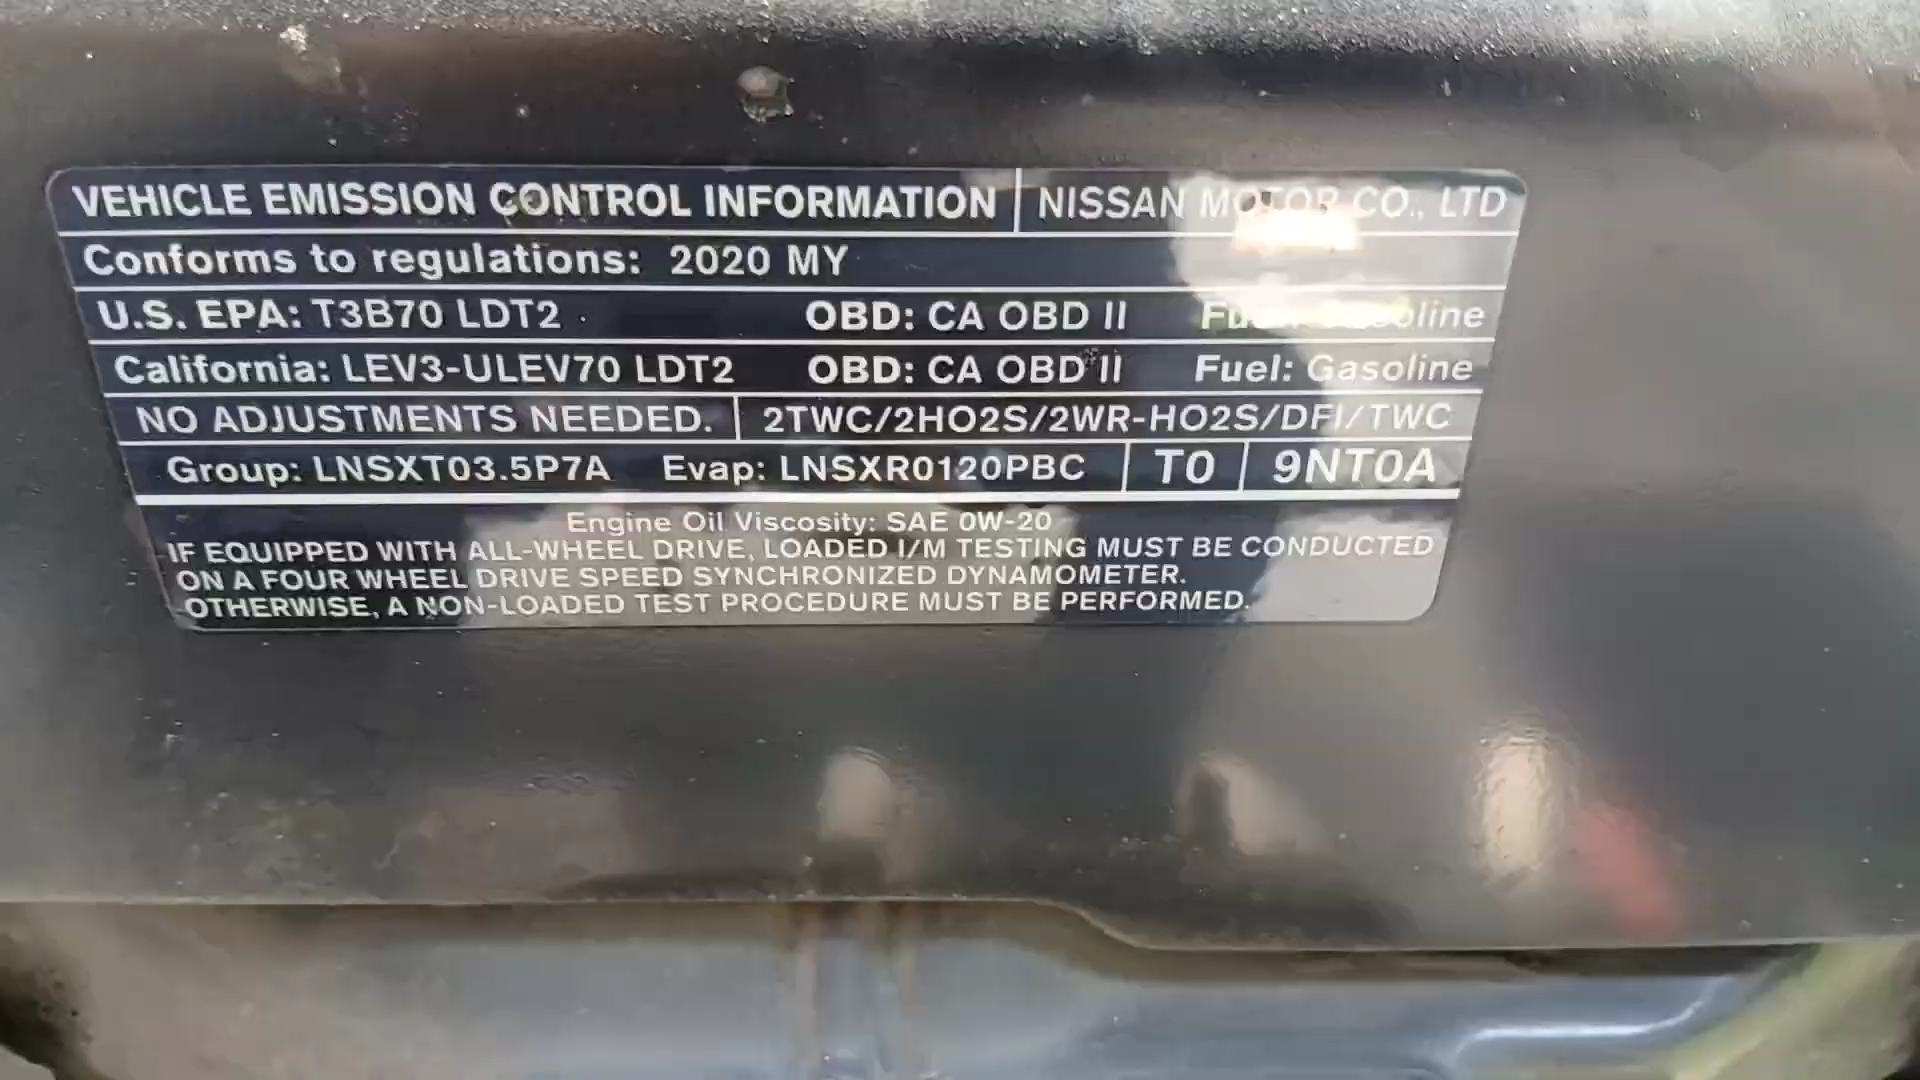 VEHICLE EMISSION CONTROL INFORMATION NISSAN MOTOR CO., LTD
Conforms to regulations: 2020 MY
U.S. EPA: T3B70 LDT2 OBD: CA OBD II Fuel: Gasoline
California: LEV3-ULEV70 LDT2 OBD: CA OBD II Fuel: Gasoline
NO ADJUSTMENTS NEEDED. 2TWC/2HO2S/2WR-HO2S/DFI/TWC
Group: LNSXT03.5P7A Evap: LNSXR0120PBC T0 9NT0A
Engine Oil Viscosity: SAE 0W-20
IF EQUIPPED WITH ALL-WHEEL DRIVE, LOADED I/M TESTING MUST BE CONDUCTED
ON A FOUR WHEEL DRIVE SPEED SYNCHRONIZED DYNAMOMETER.
OTHERWISE, A NON-LOADED TEST PROCEDURE MUST BE PERFORMED.